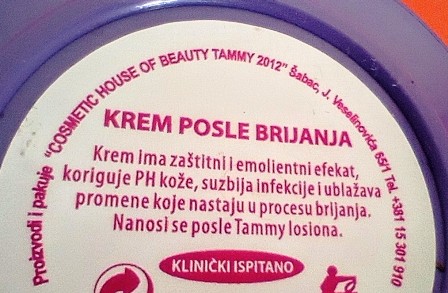 Proizvodi i pakuje "COSMETIC HOUSE OF BEAUTY TAMMY 2012" Šabac, J. Veselinovića 65/1 Tel. +381 15 301 910
KREM POSLE BRIJANJA
Krem ima zaštitni i emolientni efekat,
koriguje PH kože, suzbija infekcije i ublažava
promene koje nastaju u procesu brijanja.
Nanosi se posle Tammy losiona.
KLINIČKI ISPITANO